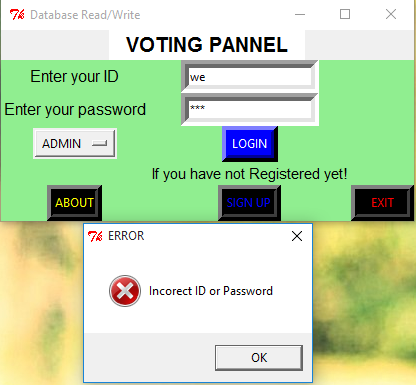 Database Read/Write
VOTING PANNEL
Enter your ID
we
Enter your password
***
ADMIN
LOGIN
If you have not Registered yet!
ABOUT
SIGN UP
EXIT
ERROR
Incorect ID or Password
OK